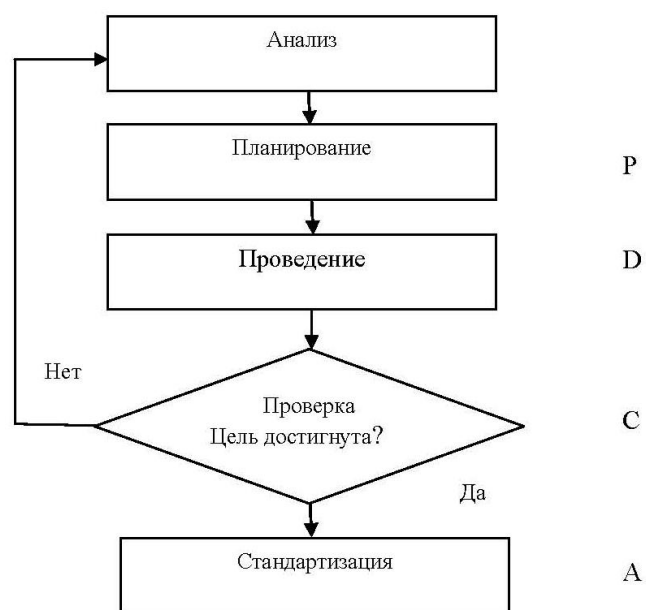 Анализ
Планирование
P
Проведение
D
Нет
Проверка
Цель достигнута?
C
Да
Стандартизация
A